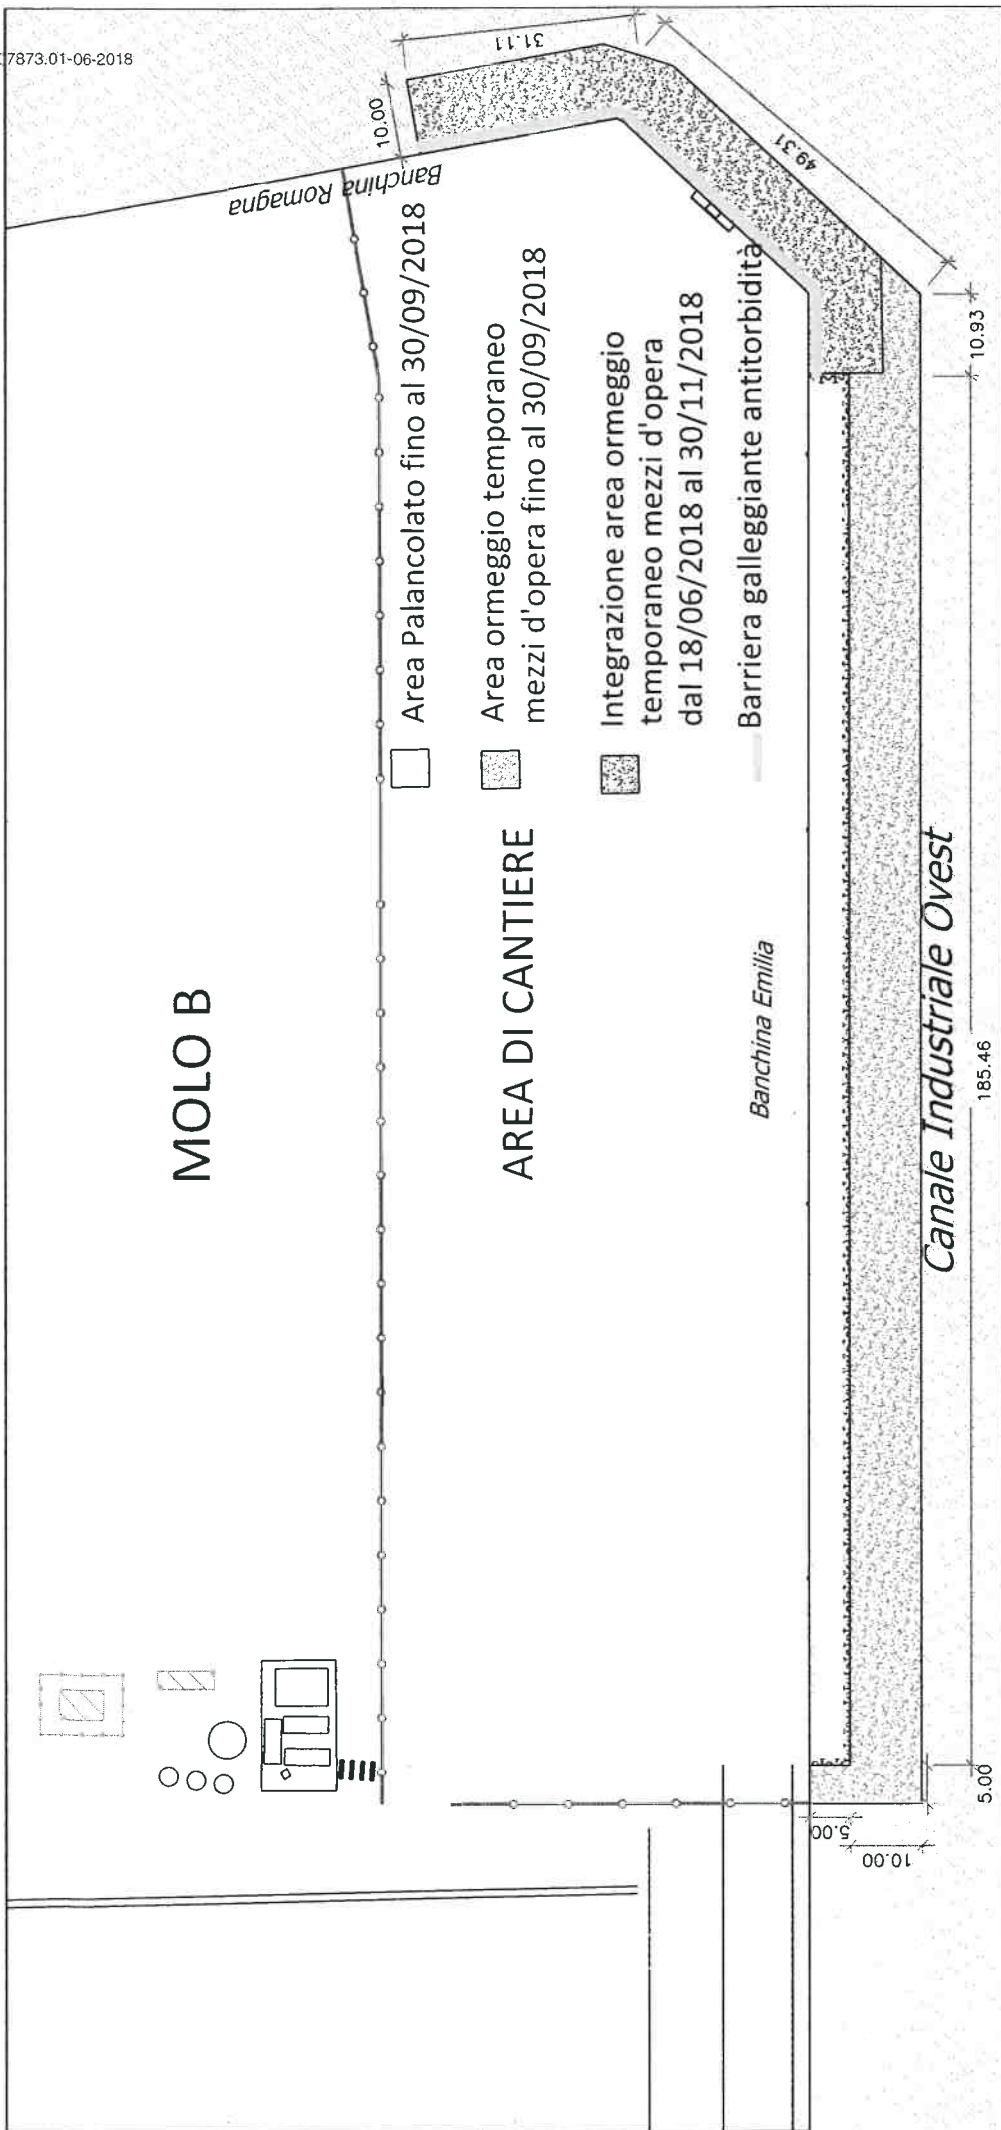 7873.01-06-2018
31.11
10.00
49.31
Banchina Romagna
Area Palancolato fino al 30/09/2018
Area ormeggio temporaneo
mezzi d'opera fino al 30/09/2018
Integrazione area ormeggio
temporaneo mezzi d'opera
dal 18/06/2018 al 30/11/2018
Barriera galleggiante antitorbidità
MOLO B
AREA DI CANTIERE
Banchina Emilia
Canale Industriale Ovest
10.93
185.46
5.00
5.00
10.00